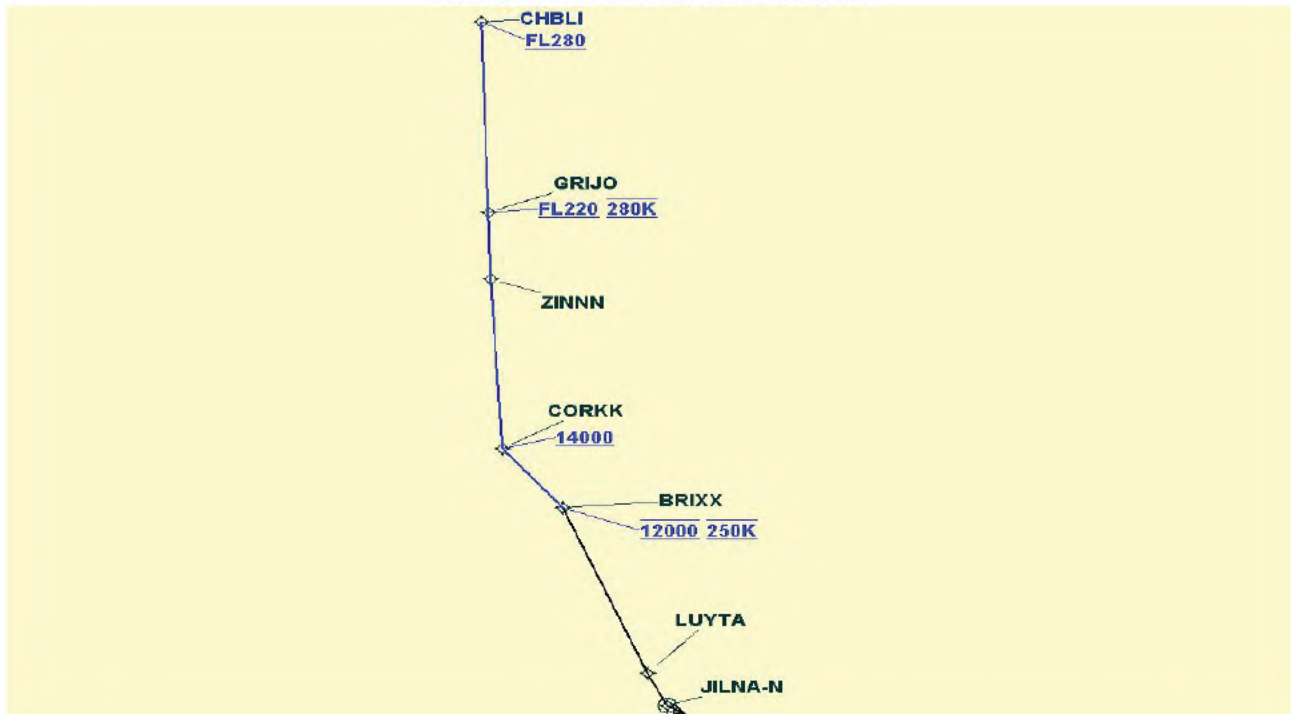 CHBLI
FL280
GRIJO
FL220 280K
ZINNN
CORKK
14000
BRIXX
12000 250K
LUYTA
JILNA-N